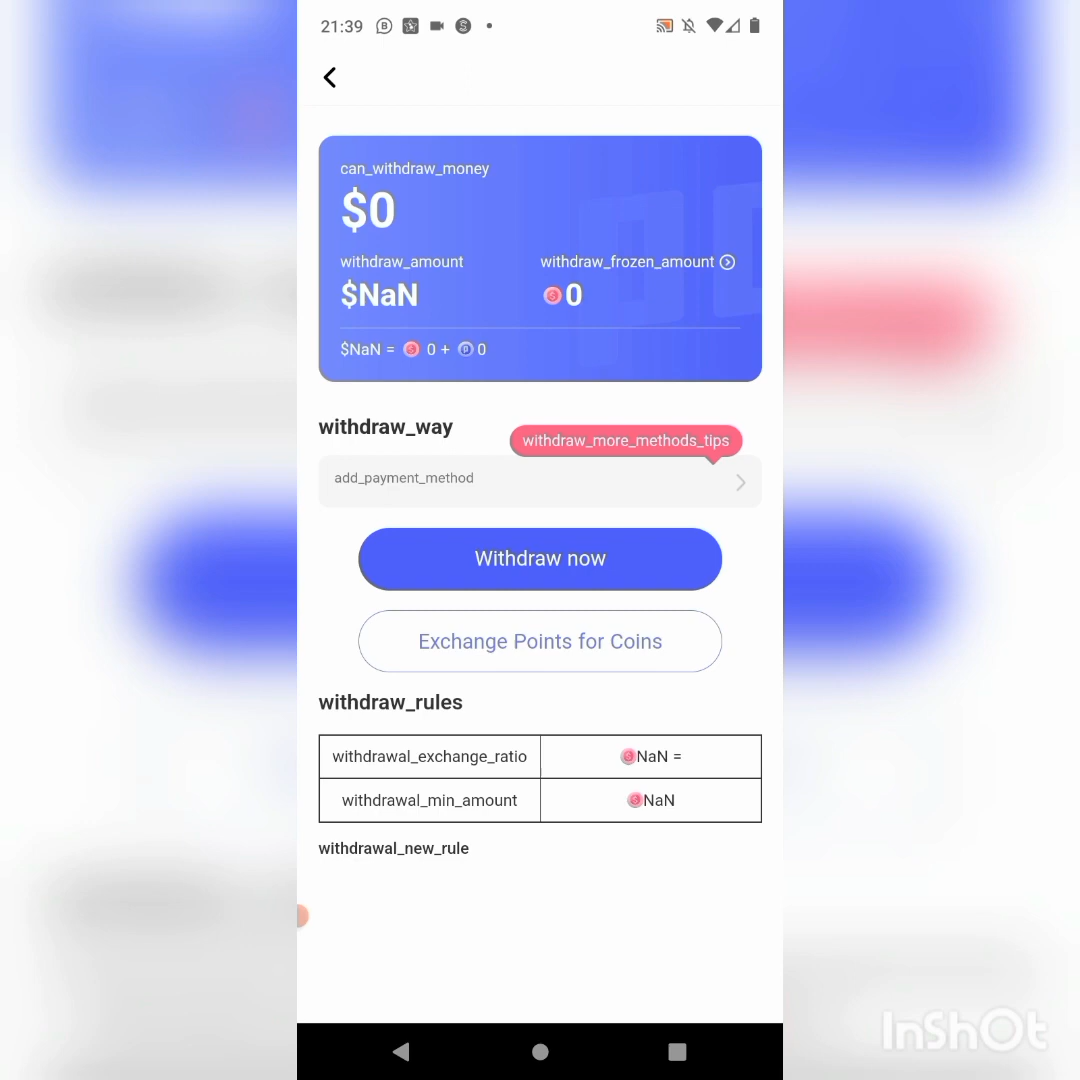 21:39
can_withdraw_money
$0
withdraw_amount
withdraw_frozen_amount
$NaN
0
$NaN = 0 + 0
withdraw_way
withdraw_more_methods_tips
add_payment_method
Withdraw now
Exchange Points for Coins
withdraw_rules
withdrawal_exchange_ratio
NaN =
withdrawal_min_amount
NaN
withdrawal_new_rule
InShOt